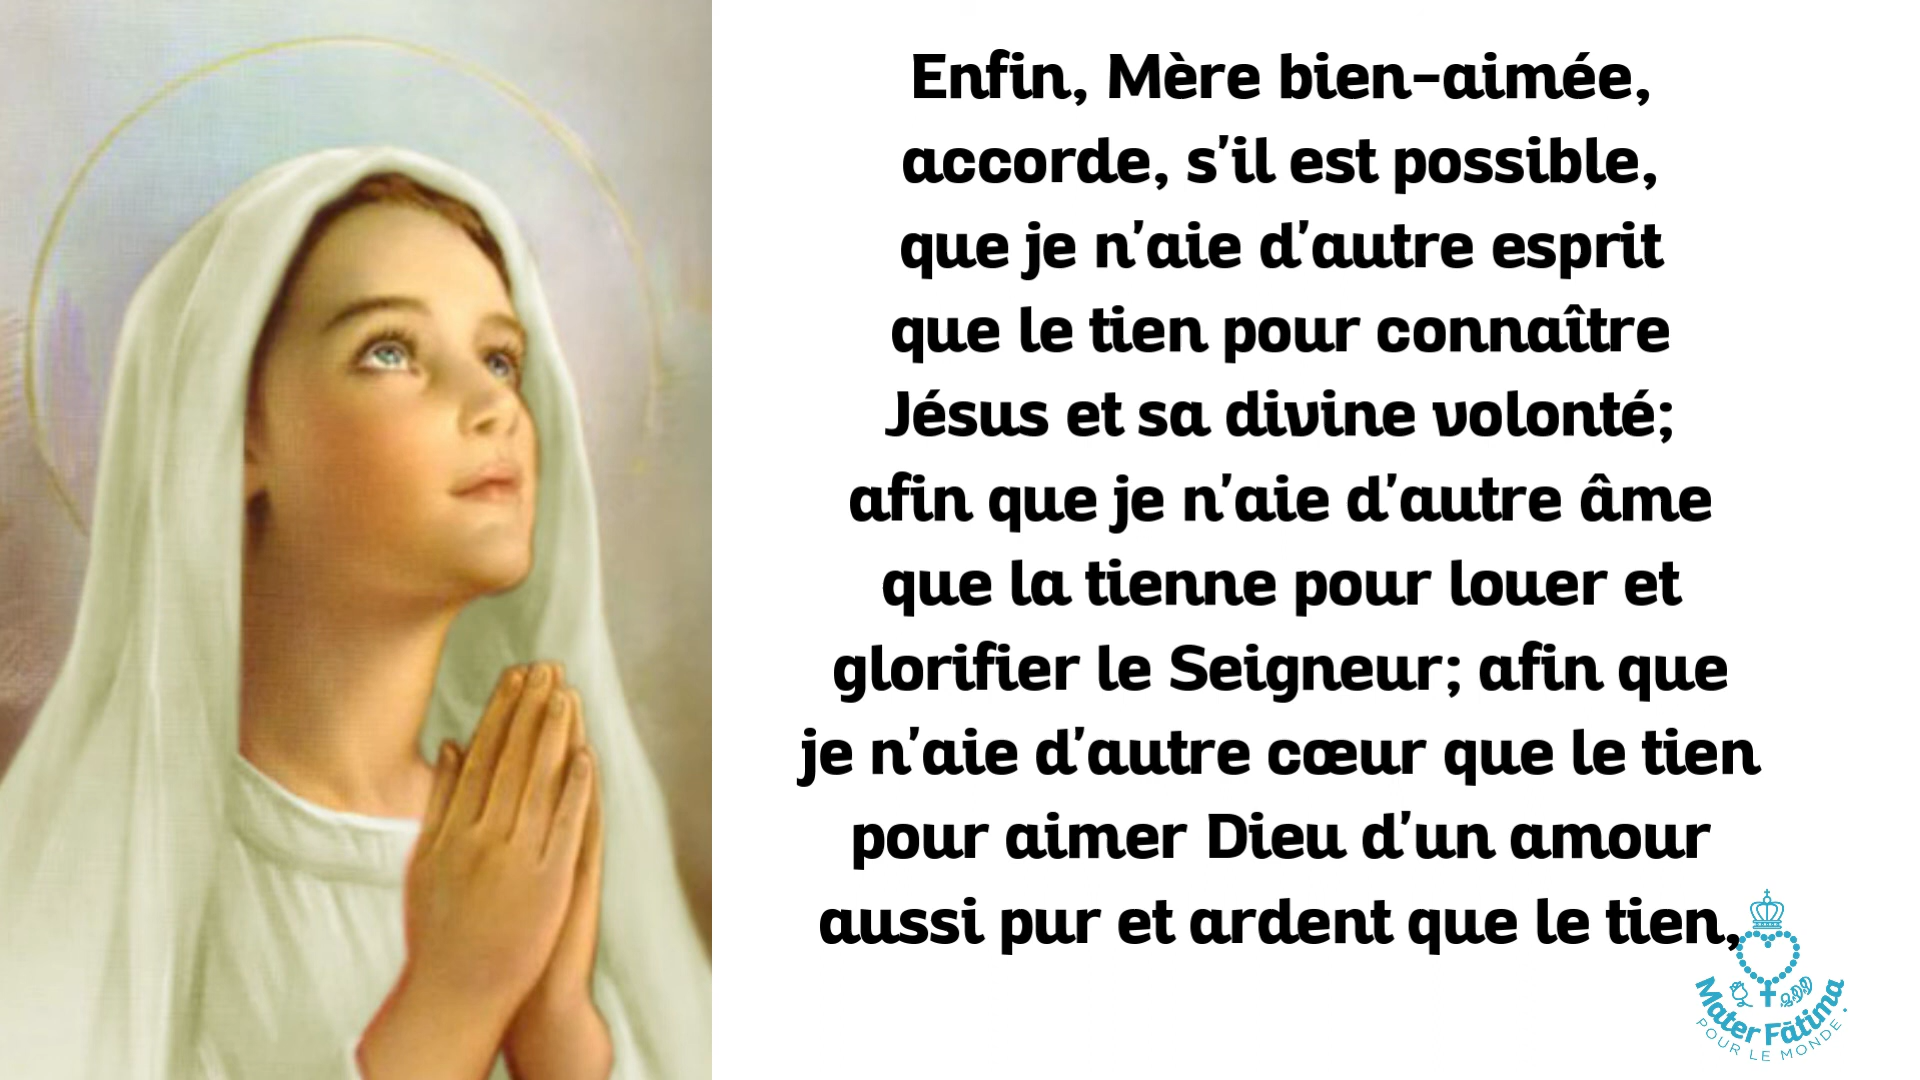 Enfin, Mère bien-aimée,
accorde, s'il est possible,
que je n'aie d'autre esprit
que le tien pour connaître
Jésus et sa divine volonté;
afin que je n'aie d'autre âme
que la tienne pour louer et
glorifier le Seigneur; afin que
je n'aie d'autre cœur que le tien
pour aimer Dieu d'un amour
aussi pur et ardent que le tien,
Mater Fātima
POUR LE MONDE.